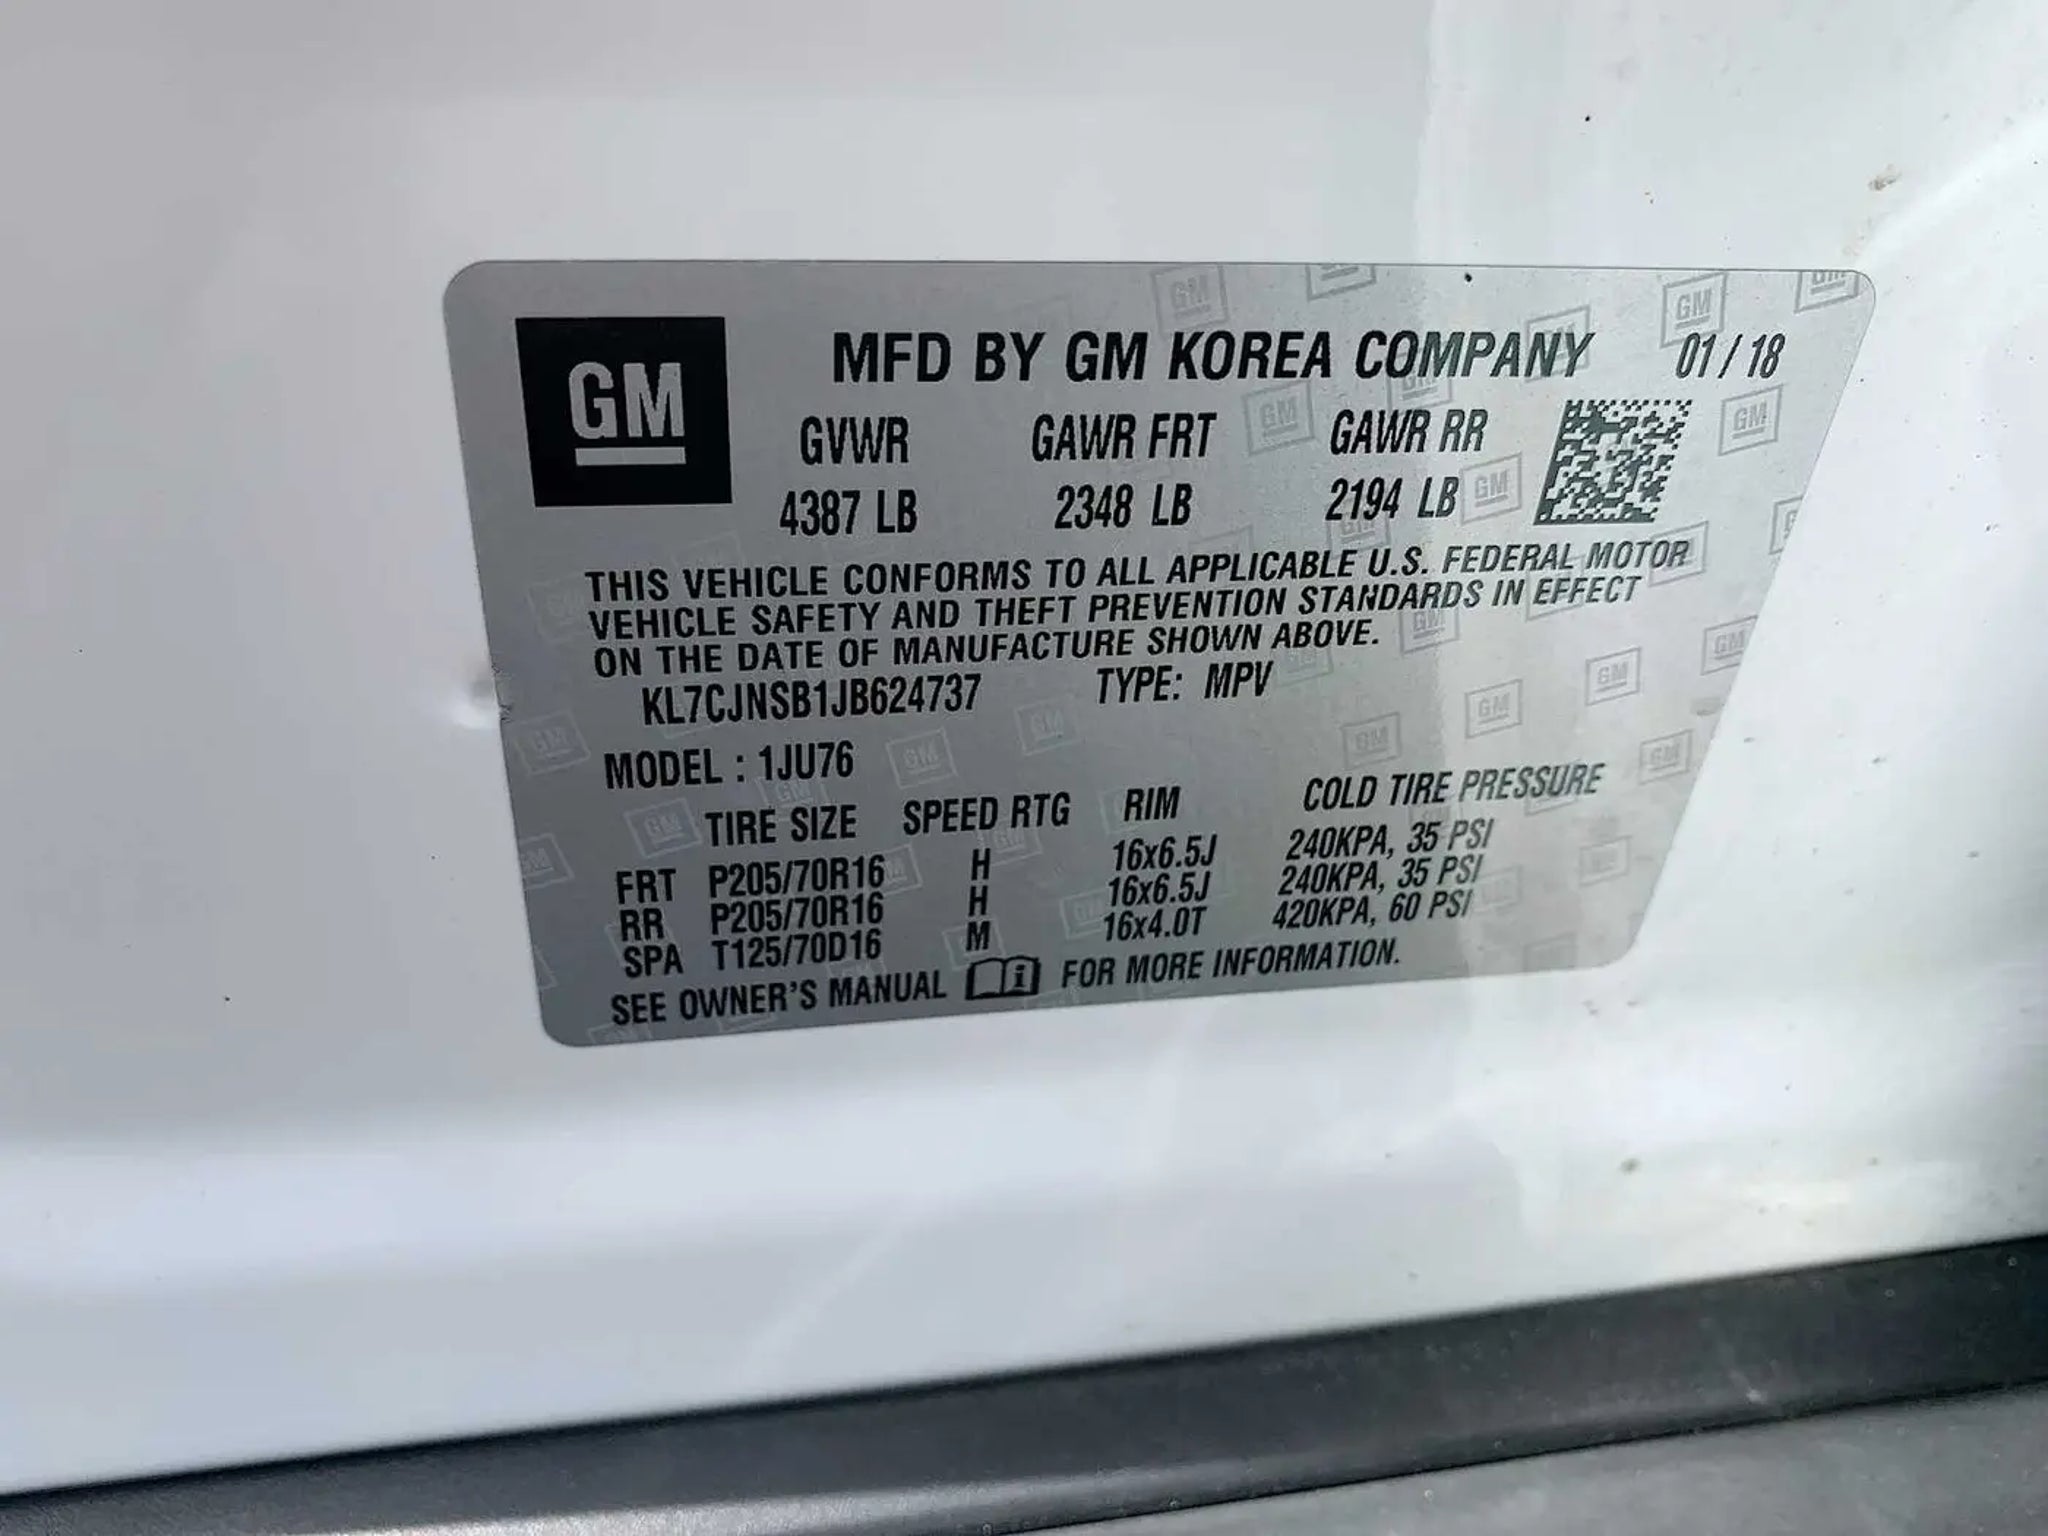 GM
MFD BY GM KOREA COMPANY 01 / 18
GVWR GAWR FRT GAWR RR
4387 LB 2348 LB 2194 LB
THIS VEHICLE CONFORMS TO ALL APPLICABLE U.S. FEDERAL MOTOR
VEHICLE SAFETY AND THEFT PREVENTION STANDARDS IN EFFECT
ON THE DATE OF MANUFACTURE SHOWN ABOVE.
KL7CJNSB1JB624737 TYPE: MPV
MODEL : 1JU76
TIRE SIZE SPEED RTG RIM COLD TIRE PRESSURE
FRT P205/70R16 H 16x6.5J 240KPA, 35 PSI
RR P205/70R16 H 16x6.5J 240KPA, 35 PSI
SPA T125/70D16 M 16x4.0T 420KPA, 60 PSI
SEE OWNER'S MANUAL FOR MORE INFORMATION.